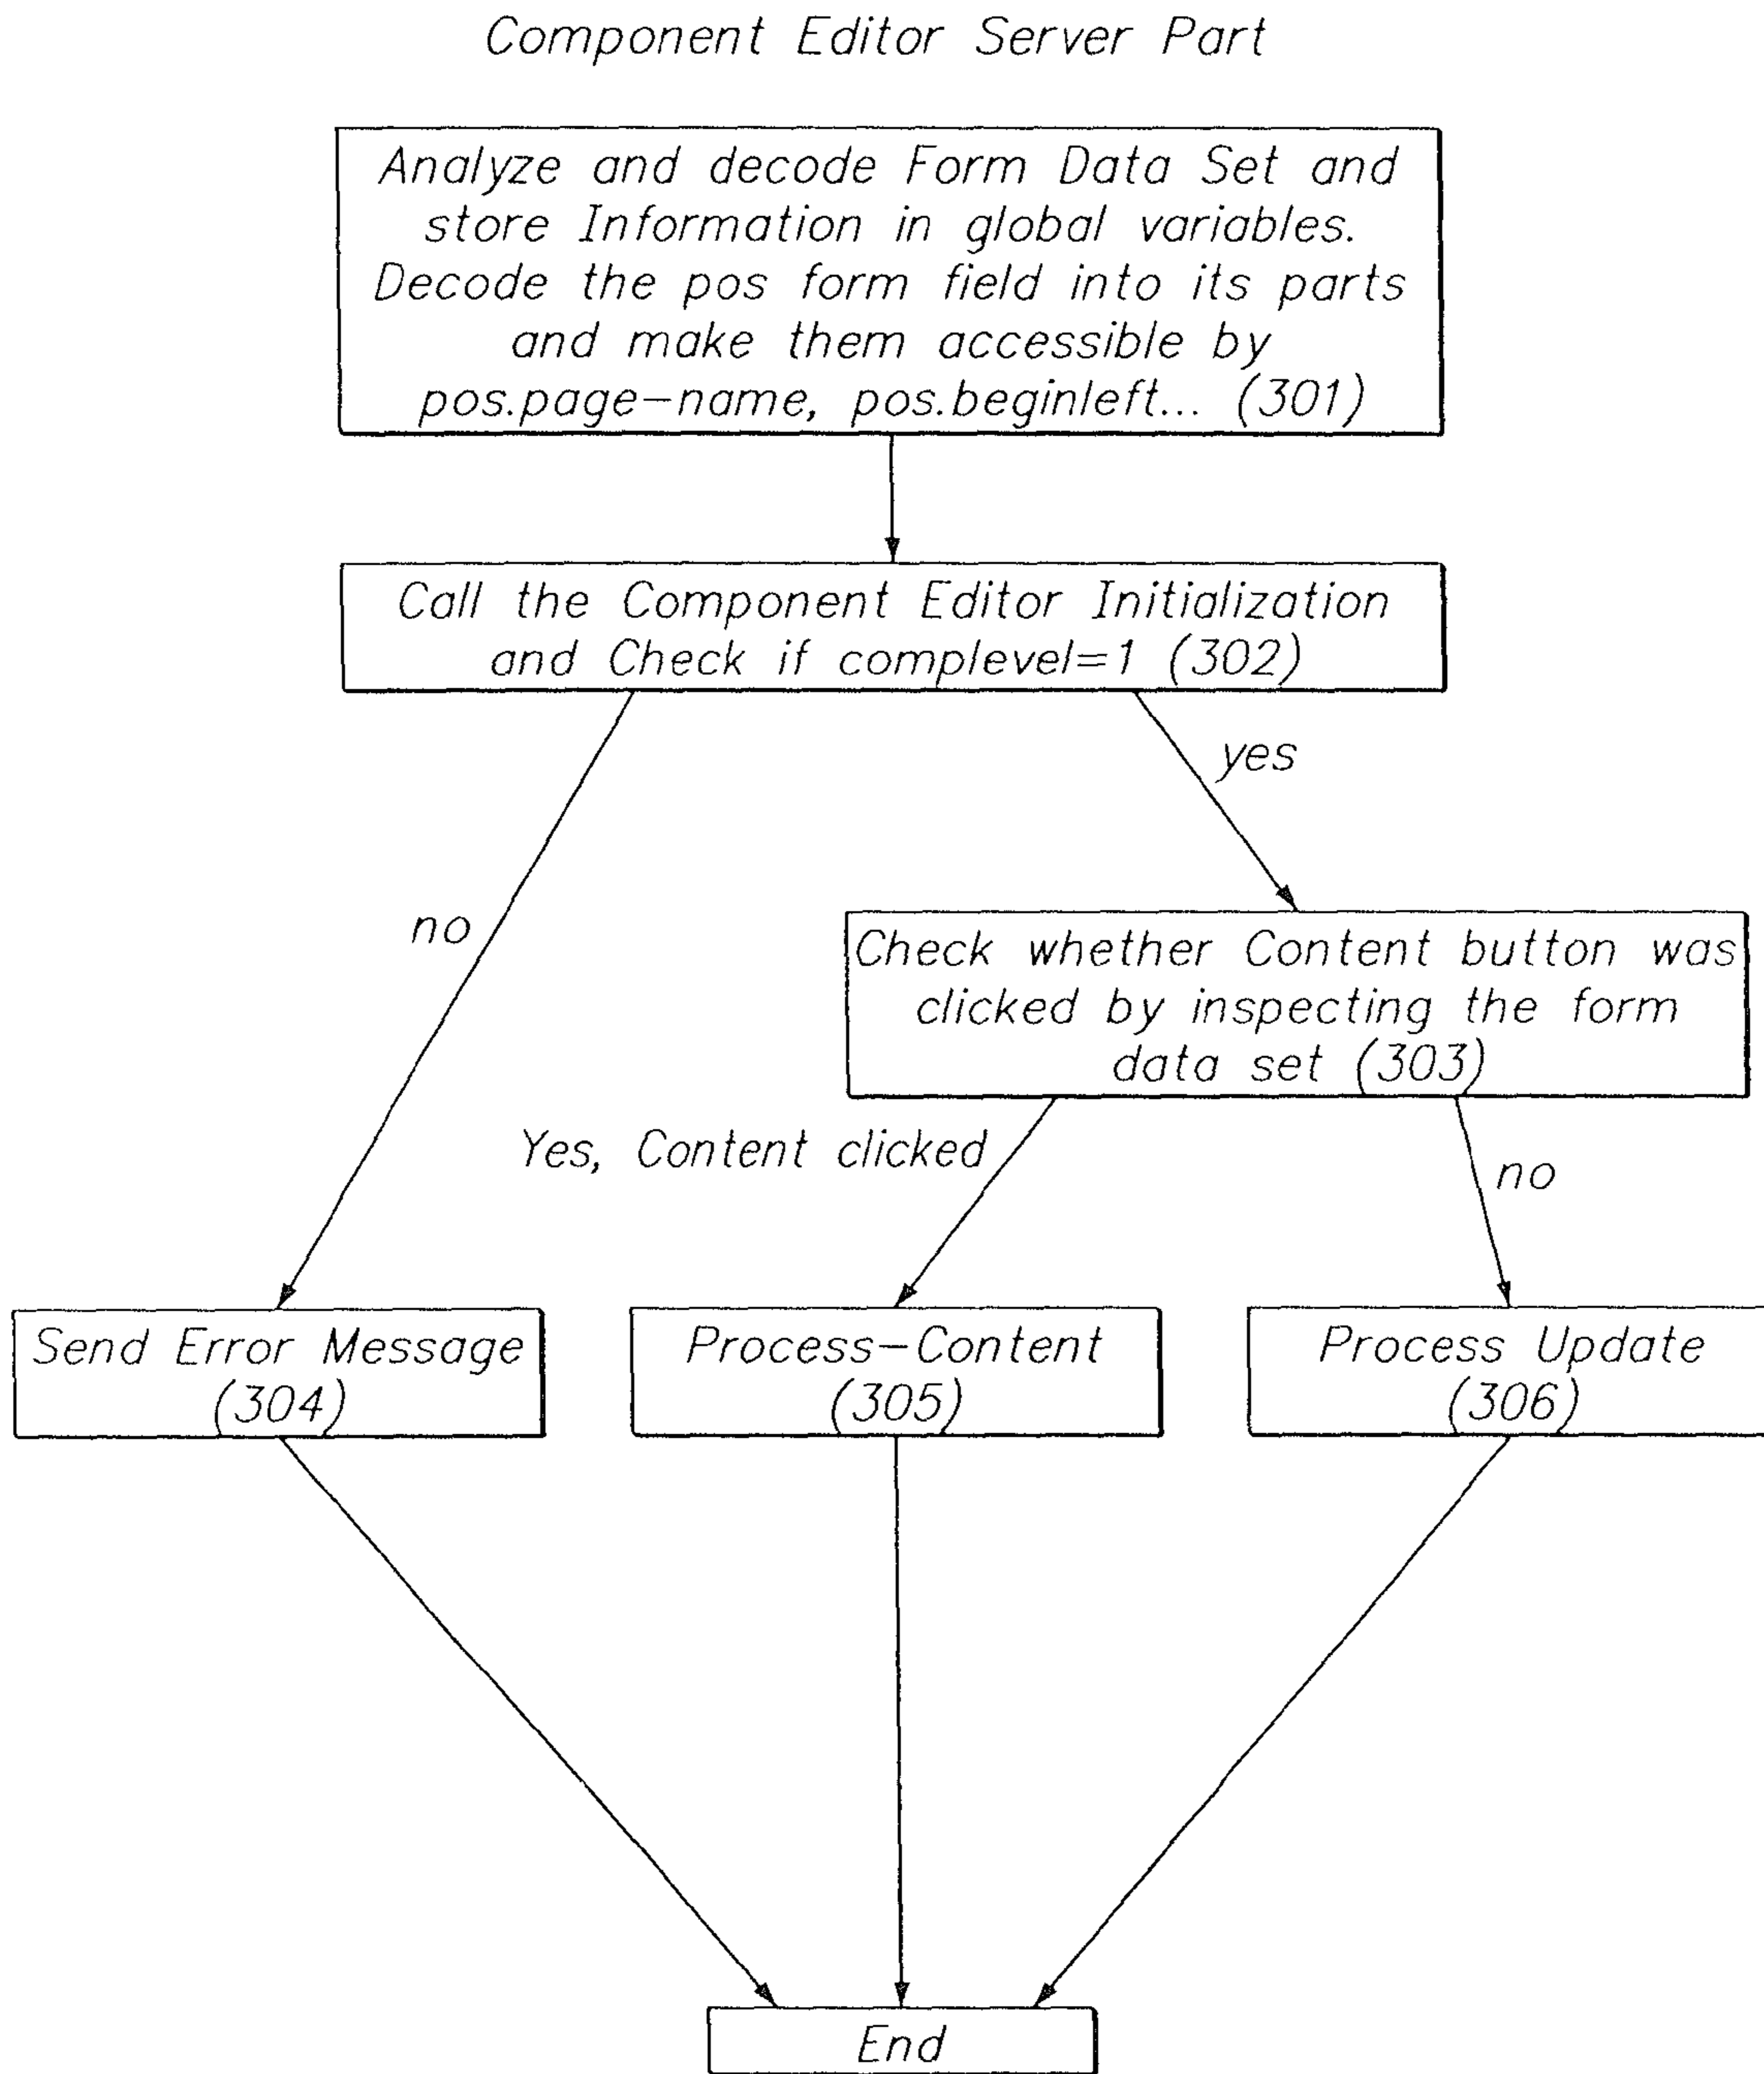 Component Editor Server Part
Analyze and decode Form Data Set and
store Information in global variables.
Decode the pos form field into its parts
and make them accessible by
pos.page-name, pos.beginleft... (301)
Call the Component Editor Initialization
and Check if complevel=1 (302)
yes
no
Check whether Content button was
clicked by inspecting the form
data set (303)
Yes, Content clicked
no
Send Error Message
(304)
Process-Content
(305)
Process Update
(306)
End